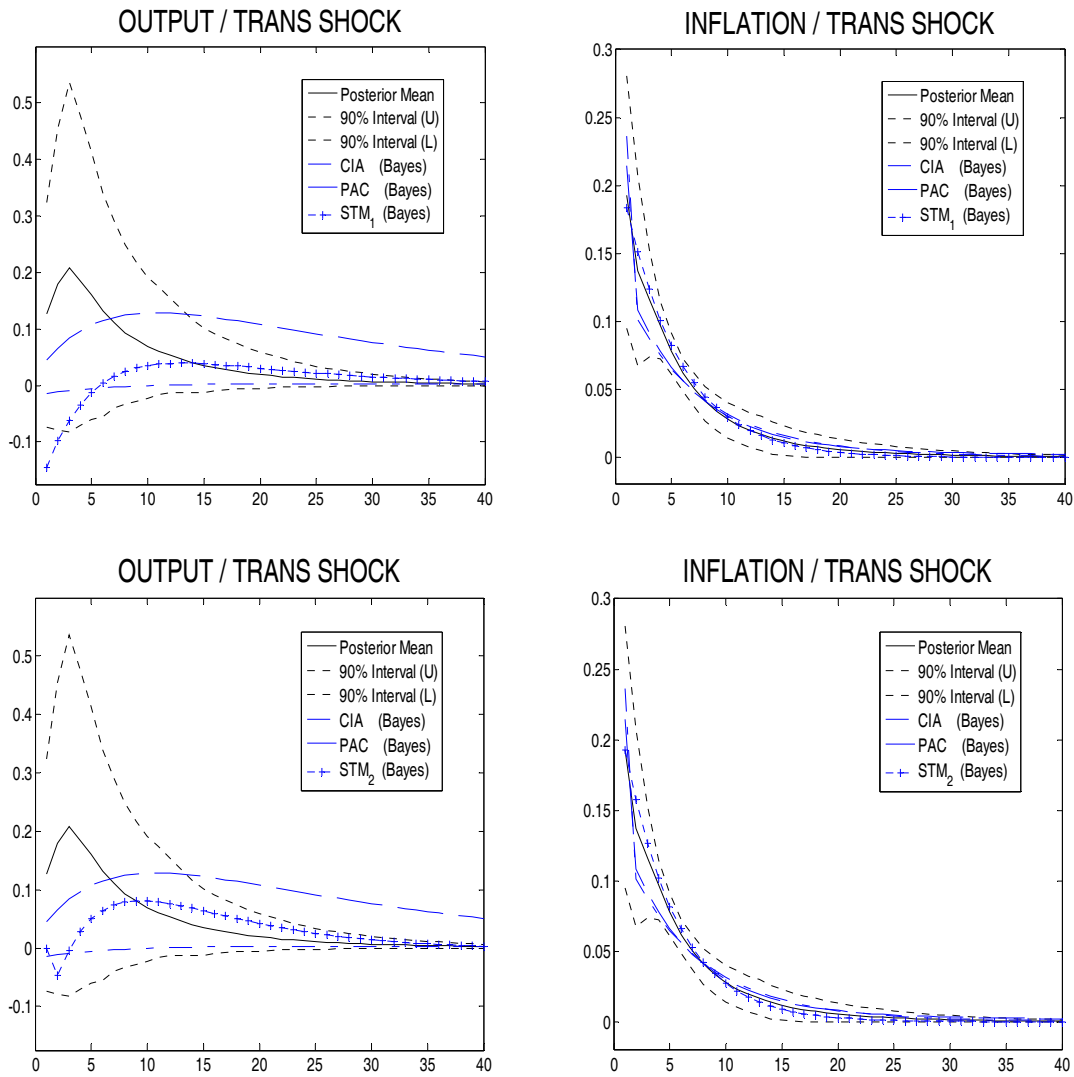 OUTPUT / TRANS SHOCK
0.5
0.4
0.3
0.2
0.1
0
-0.1
0 5 10 15 20 25 30 35 40
Posterior Mean
90% Interval (U)
90% Interval (L)
CIA (Bayes)
PAC (Bayes)
STM1 (Bayes)
INFLATION / TRANS SHOCK
0.3
0.25
0.2
0.15
0.1
0.05
0
0 5 10 15 20 25 30 35 40
Posterior Mean
90% Interval (U)
90% Interval (L)
CIA (Bayes)
PAC (Bayes)
STM1 (Bayes)
OUTPUT / TRANS SHOCK
0.5
0.4
0.3
0.2
0.1
0
-0.1
0 5 10 15 20 25 30 35 40
Posterior Mean
90% Interval (U)
90% Interval (L)
CIA (Bayes)
PAC (Bayes)
STM2 (Bayes)
INFLATION / TRANS SHOCK
0.3
0.25
0.2
0.15
0.1
0.05
0
0 5 10 15 20 25 30 35 40
Posterior Mean
90% Interval (U)
90% Interval (L)
CIA (Bayes)
PAC (Bayes)
STM2 (Bayes)